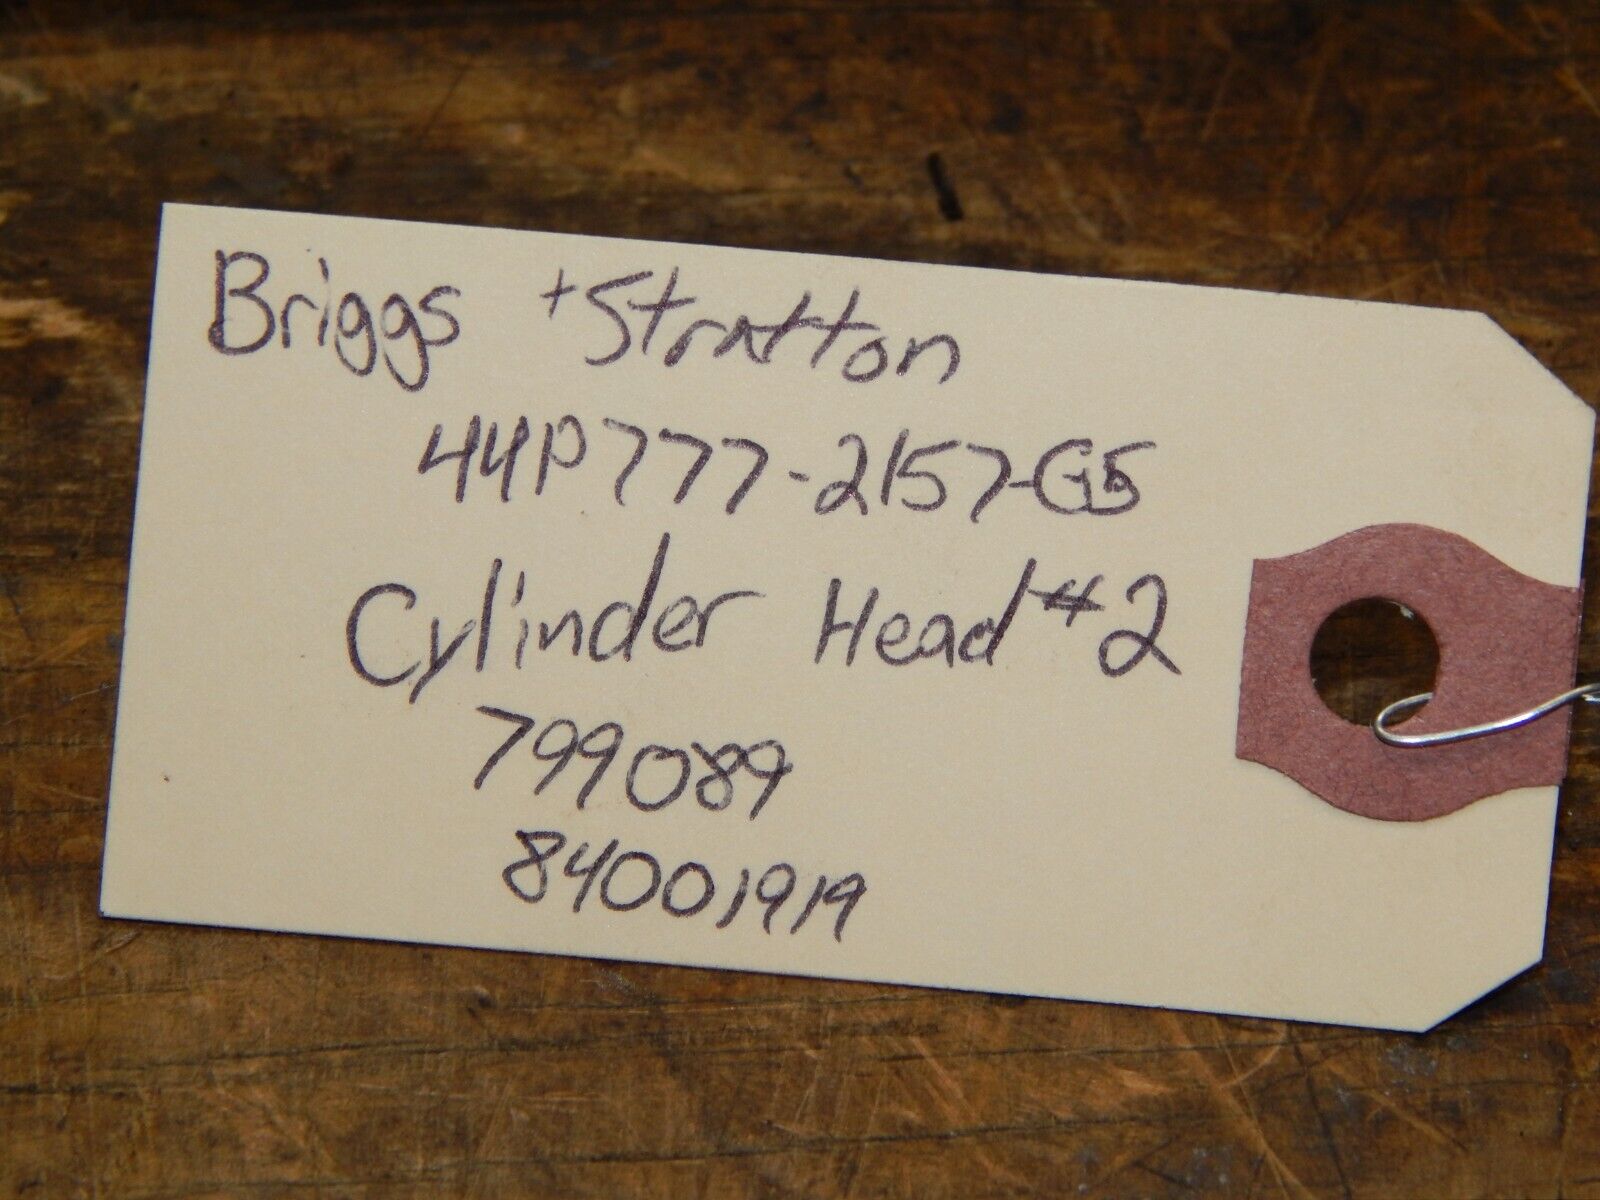 Briggs + Stratton
44P777-2157-G5
Cylinder Head #2
799089
84001919